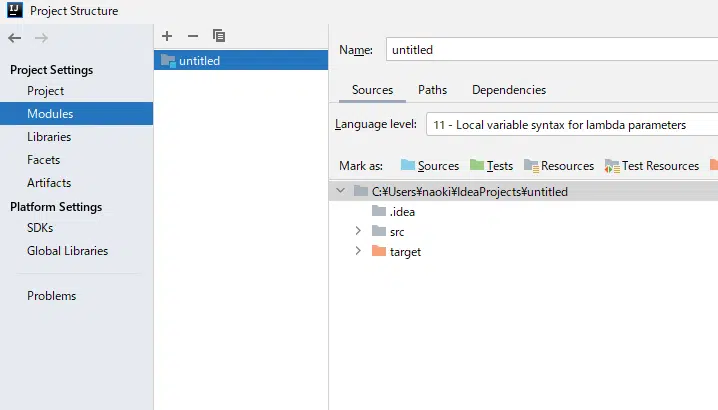 IJ
Project Structure
Project Settings
Project
Modules
Libraries
Facets
Artifacts
Platform Settings
SDKs
Global Libraries
Problems
untitled
Name: untitled
Sources Paths Dependencies
Language level: 11 - Local variable syntax for lambda parameters
Mark as: Sources Tests Resources Test Resources
C:¥Users¥naoki¥IdeaProjects¥untitled
.idea
src
target